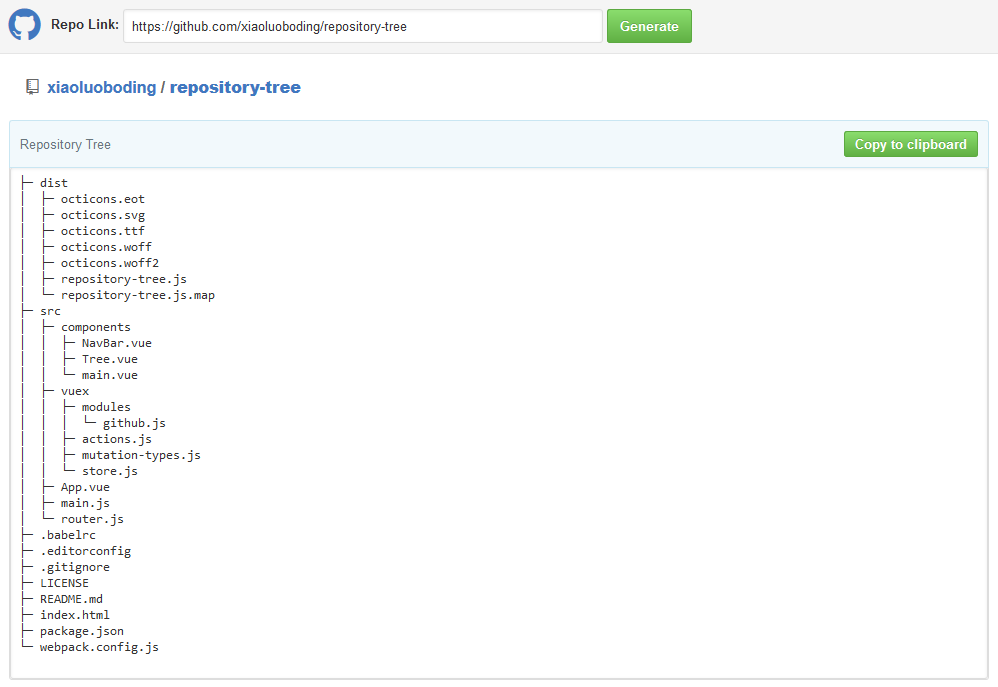 Repo Link: https://github.com/xiaoluoboding/repository-tree Generate
xiaoluoboding / repository-tree
Repository Tree Copy to clipboard
├─ dist
│  ├─ octicons.eot
│  ├─ octicons.svg
│  ├─ octicons.ttf
│  ├─ octicons.woff
│  ├─ octicons.woff2
│  ├─ repository-tree.js
│  └─ repository-tree.js.map
├─ src
│  ├─ components
│  │  ├─ NavBar.vue
│  │  ├─ Tree.vue
│  │  └─ main.vue
│  ├─ vuex
│  │  ├─ modules
│  │  │  └─ github.js
│  │  ├─ actions.js
│  │  ├─ mutation-types.js
│  │  └─ store.js
│  ├─ App.vue
│  ├─ main.js
│  └─ router.js
├─ .babelrc
├─ .editorconfig
├─ .gitignore
├─ LICENSE
├─ README.md
├─ index.html
├─ package.json
└─ webpack.config.js